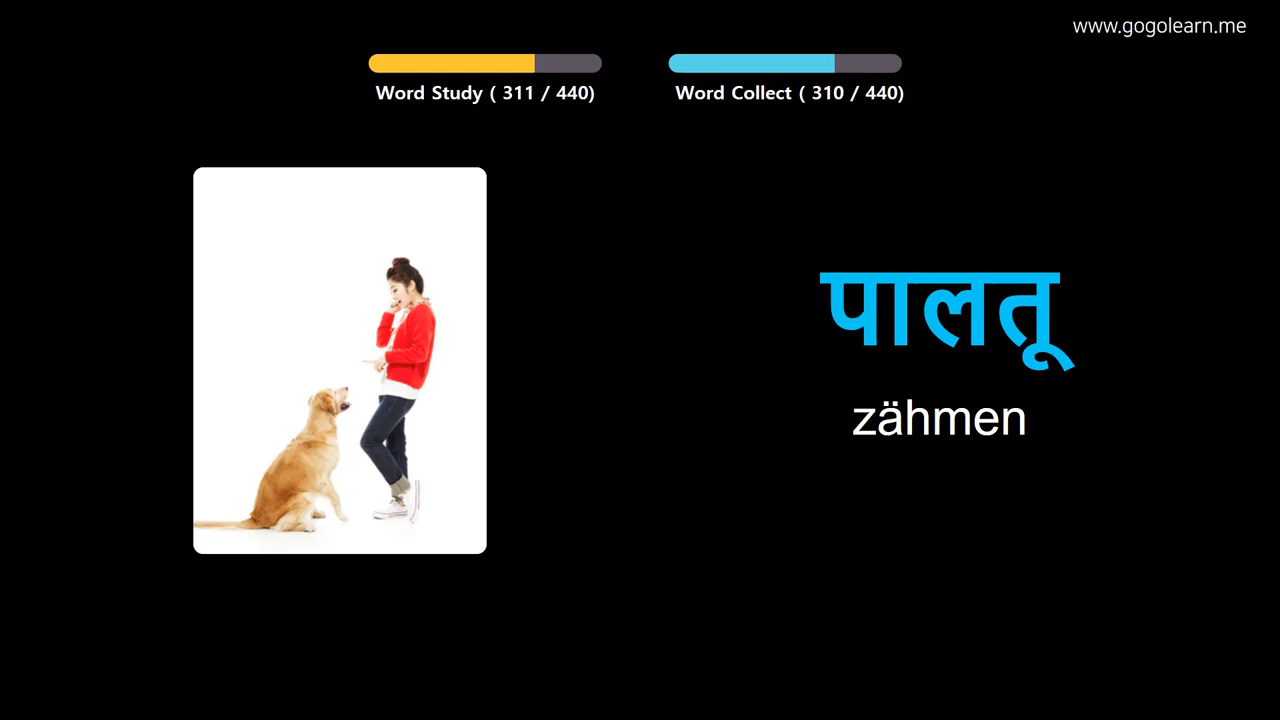 www.gogolearn.me
Word Study ( 311 / 440)
Word Collect ( 310 / 440)
पालतू
zähmen